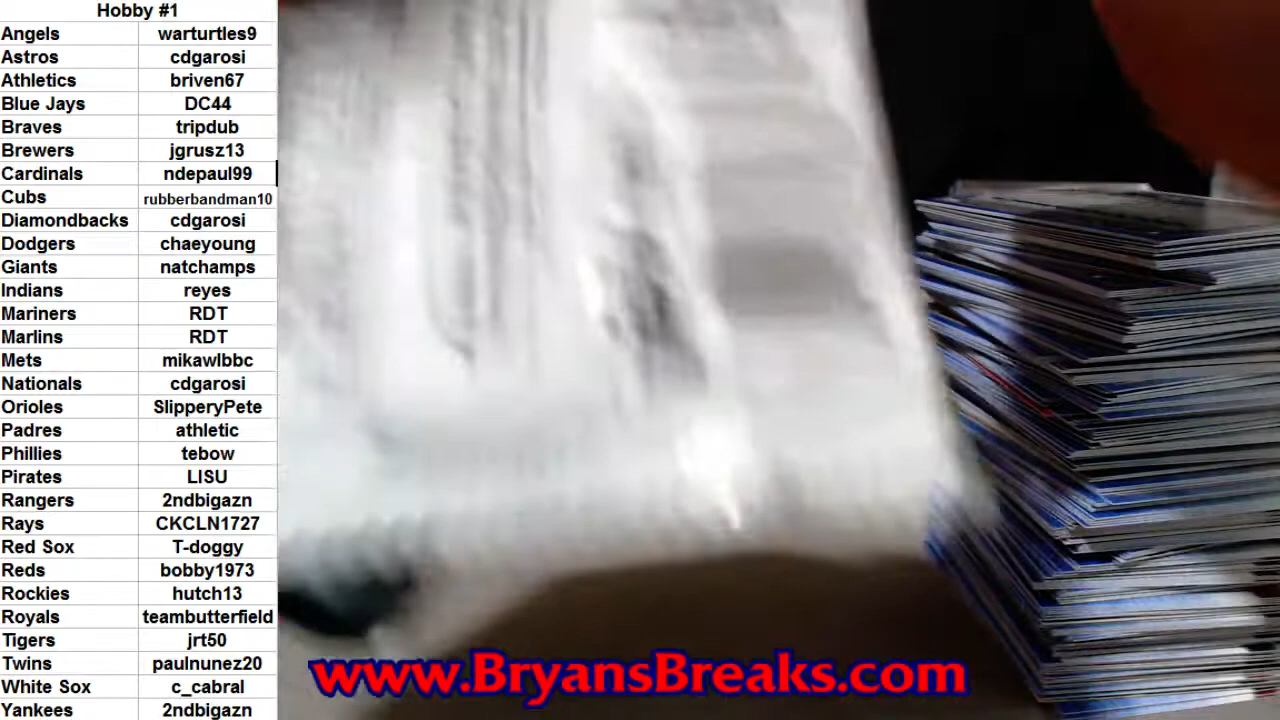 Hobby #1
Angels warturtles9
Astros cdgarosi
Athletics briven67
Blue Jays DC44
Braves tripdub
Brewers jgrusz13
Cardinals ndepaul99
Cubs rubberbandman10
Diamondbacks cdgarosi
Dodgers chaeyoung
Giants natchamps
Indians reyes
Mariners RDT
Marlins RDT
Mets mikawlbbc
Nationals cdgarosi
Orioles SlipperyPete
Padres athletic
Phillies tebow
Pirates LISU
Rangers 2ndbigazn
Rays CKCLN1727
Red Sox T-doggy
Reds bobby1973
Rockies hutch13
Royals teambutterfield
Tigers jrt50
Twins paulnunez20
White Sox c_cabral
Yankees 2ndbigazn
www.BryansBreaks.com